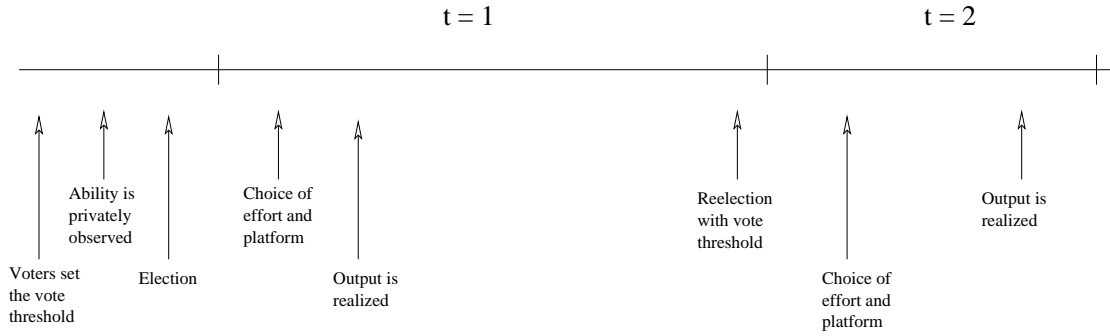 t = 1
t = 2
Voters set
the vote
threshold
Ability is
privately
observed
Election
Choice of
effort and
platform
Output is
realized
Reelection
with vote
threshold
Choice of
effort and
platform
Output is
realized